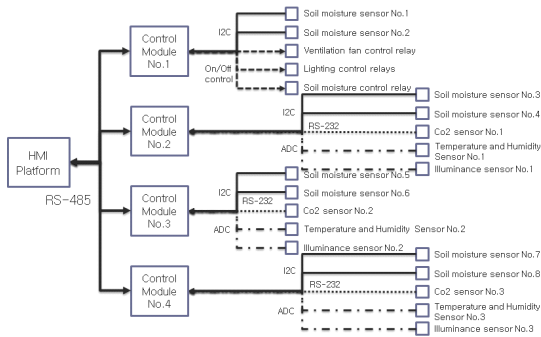 HMI
Platform
RS-485
Control
Module
No.1
I2C
On/Off
control
Soil moisture sensor No.1
Soil moisture sensor No.2
Ventilation fan control relay
Lighting control relays
Soil moisture control relay
Control
Module
No.2
I2C
RS-232
ADC
Soil moisture sensor No.3
Soil moisture sensor No.4
Co2 sensor No.1
Temperature and Humidity
Sensor No.1
Illuminance sensor No.1
Control
Module
No.3
I2C
RS-232
ADC
Soil moisture sensor No.5
Soil moisture sensor No.6
Co2 sensor No.2
Temperature and Humidity Sensor No.2
Illuminance sensor No.2
Control
Module
No.4
I2C
RS-232
ADC
Soil moisture sensor No.7
Soil moisture sensor No.8
Co2 sensor No.3
Temperature and Humidity
Sensor No.3
Illuminance sensor No.3